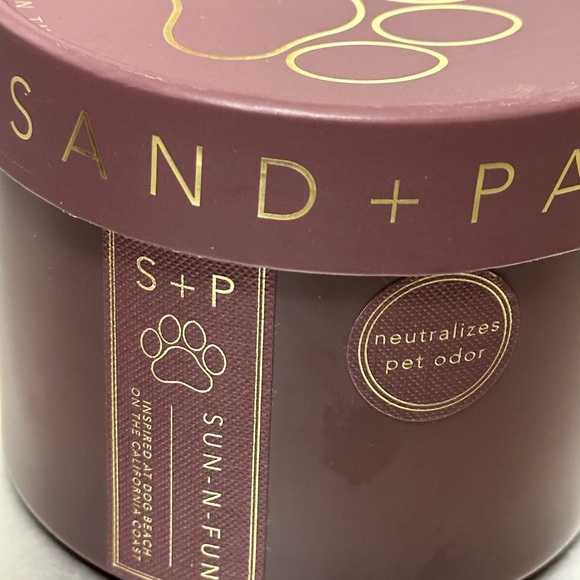 SAND + PA
S+P
SUN-N-FUN
INSPIRED AT DOG BEACH
ON THE CALIFORNIA COAST
neutralizes
pet odor